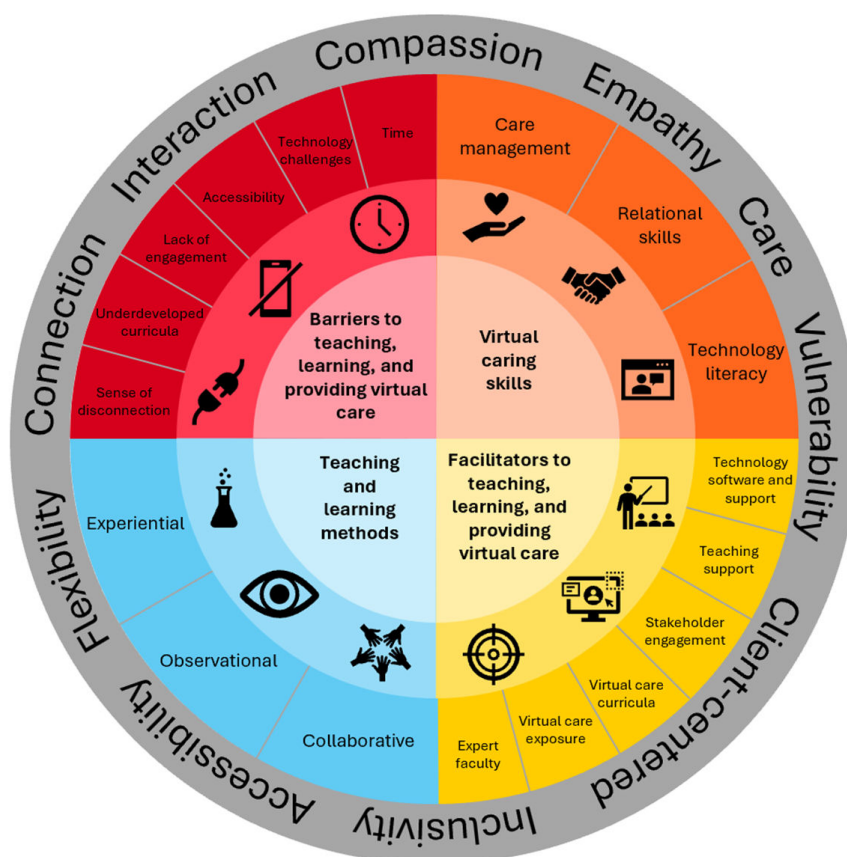 Compassion
Empathy
Care
Vulnerability
Client-centered
Inclusivity
Accessibility
Flexibility
Connection
Interaction
Time
Technology
challenges
Accessibility
Lack of
engagement
Underdeveloped
curricula
Sense of
disconnection
Barriers to
teaching,
learning, and
providing virtual
care
Care
management
Relational
skills
Technology
literacy
Virtual
caring
skills
Technology
software and
support
Teaching
support
Stakeholder
engagement
Virtual care
curricula
Virtual care
exposure
Expert
faculty
Facilitators to
teaching,
learning, and
providing
virtual care
Experiential
Observational
Collaborative
Teaching
and
learning
methods